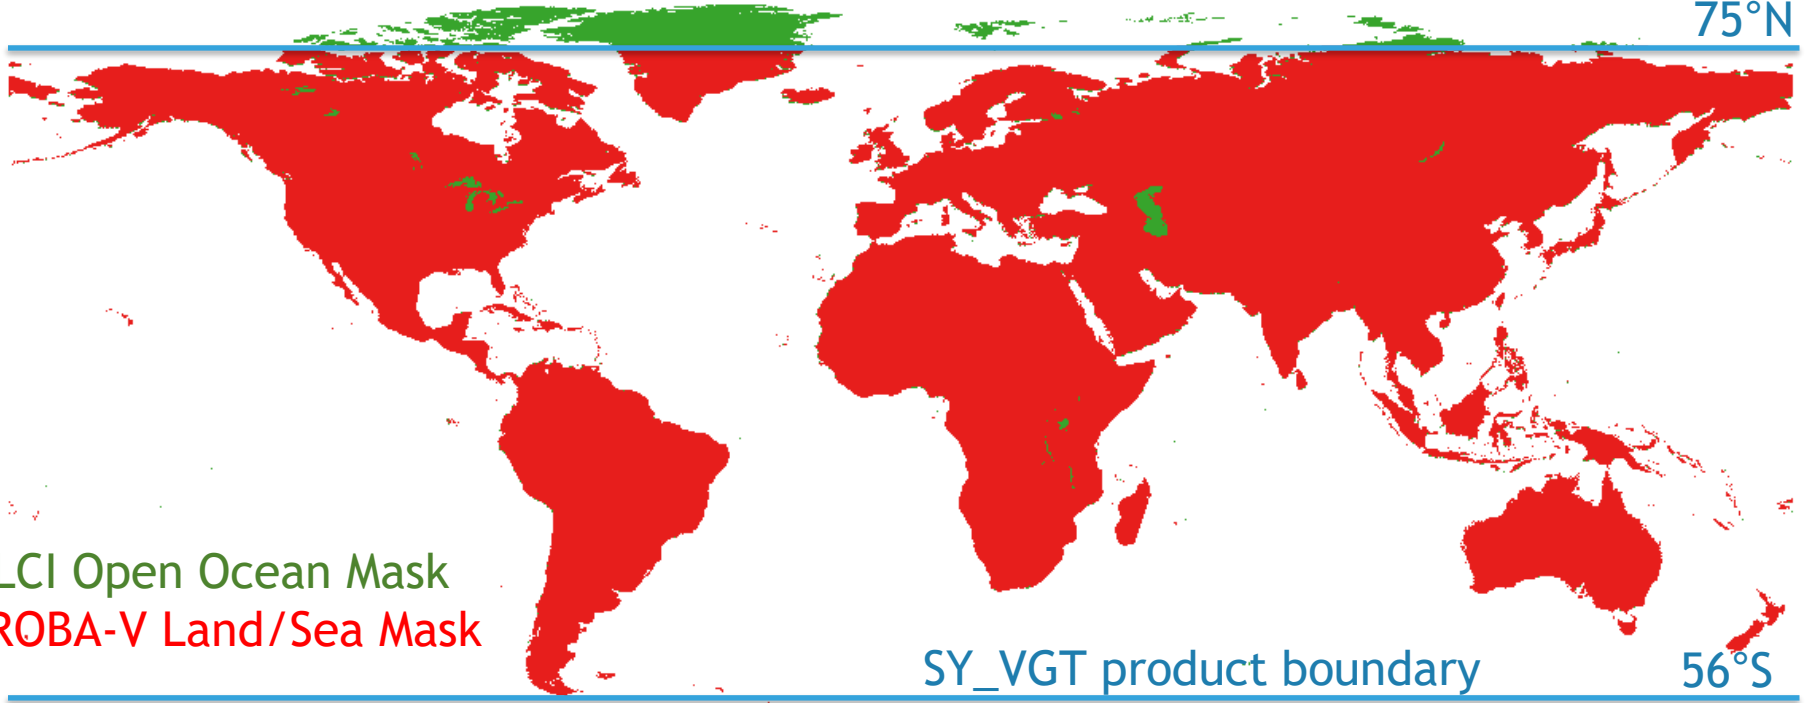 75°N
LCI Open Ocean Mask
ROBA-V Land/Sea Mask
SY_VGT product boundary
56°S